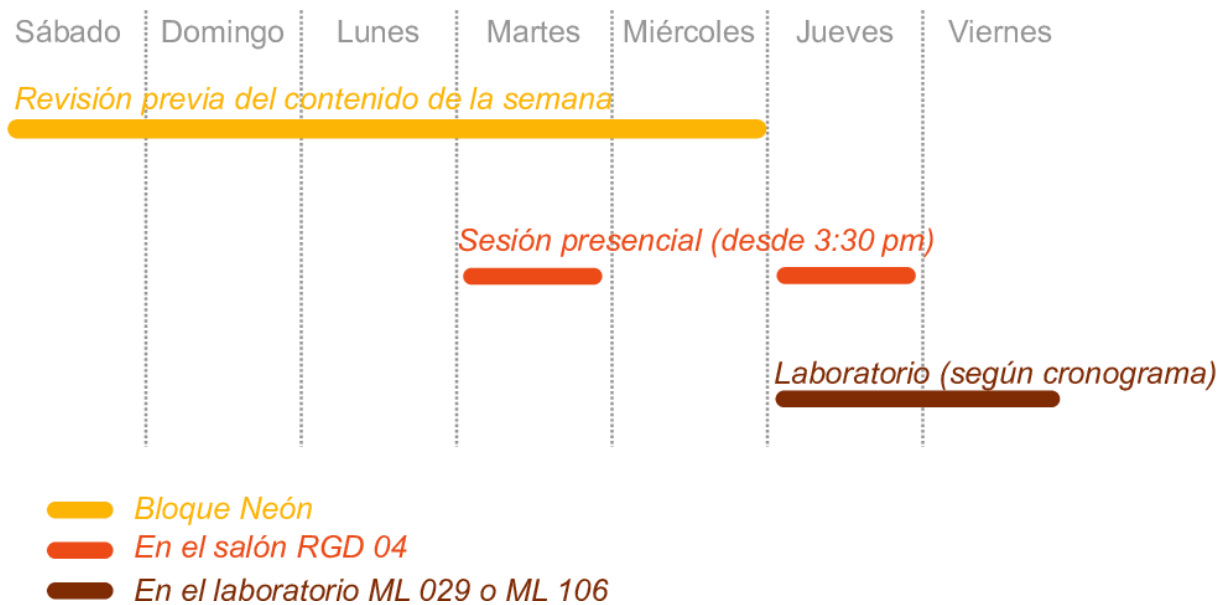 Sábado Domingo Lunes Martes Miércoles Jueves Viernes
Revisión previa del contenido de la semana
Sesión presencial (desde 3:30 pm)
Laboratorio (según cronograma)
Bloque Neón
En el salón RGD 04
En el laboratorio ML 029 o ML 106